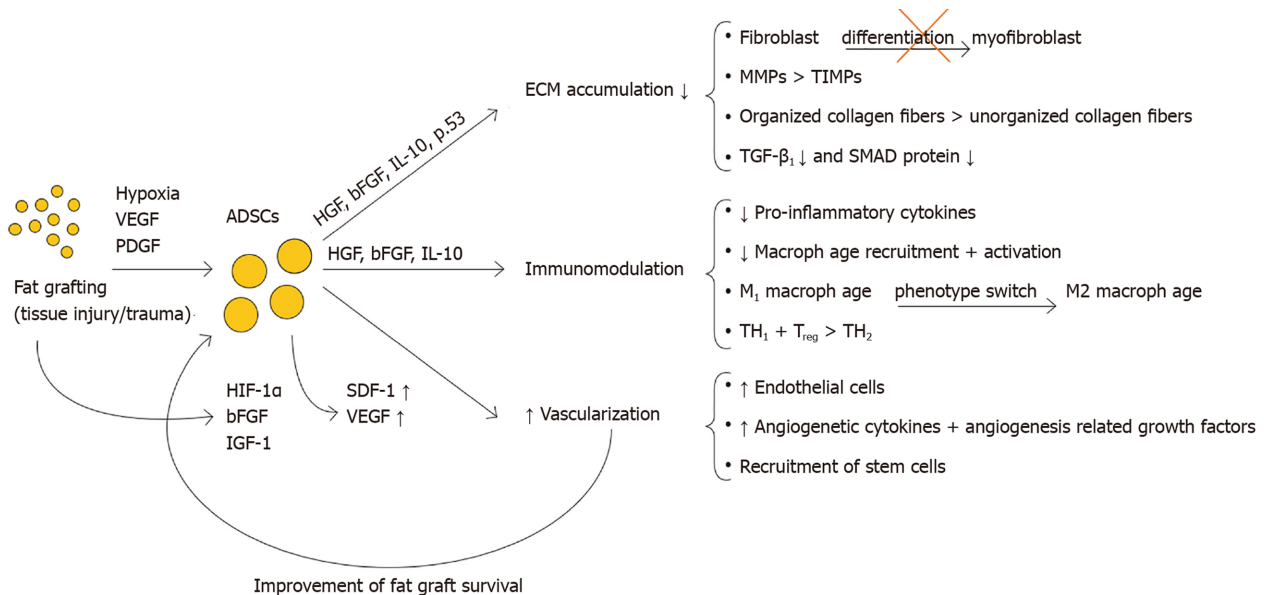 Hypoxia
VEGF
PDGF
Fat grafting
(tissue injury/trauma)
ADSCs
HIF-1α
bFGF
IGF-1
SDF-1 ↑
VEGF ↑
HGF, bFGF, IL-10, p.53
HGF, bFGF, IL-10
ECM accumulation ↓
• Fibroblast differentiation myofibroblast
• MMPs > TIMPs
• Organized collagen fibers > unorganized collagen fibers
• TGF-β₁ ↓ and SMAD protein ↓
Immunomodulation
• ↓ Pro-inflammatory cytokines
• ↓ Macroph age recruitment + activation
• M₁ macroph age phenotype switch M2 macroph age
• TH₁ + Treg > TH₂
↑ Vascularization
• ↑ Endothelial cells
• ↑ Angiogenetic cytokines + angiogenesis related growth factors
• Recruitment of stem cells
Improvement of fat graft survival